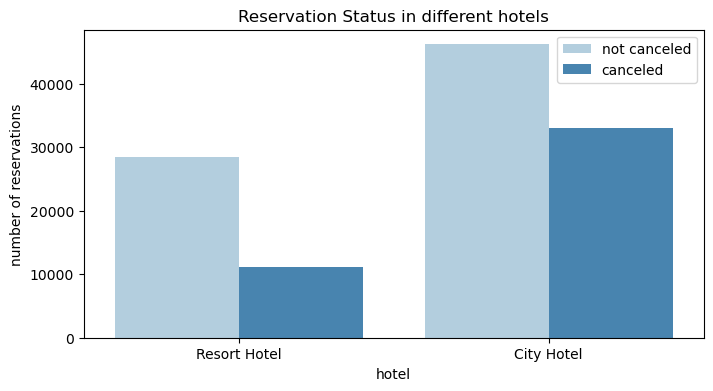 Reservation Status in different hotels
not canceled
canceled
number of reservations
40000
30000
20000
10000
0
Resort Hotel
City Hotel
hotel